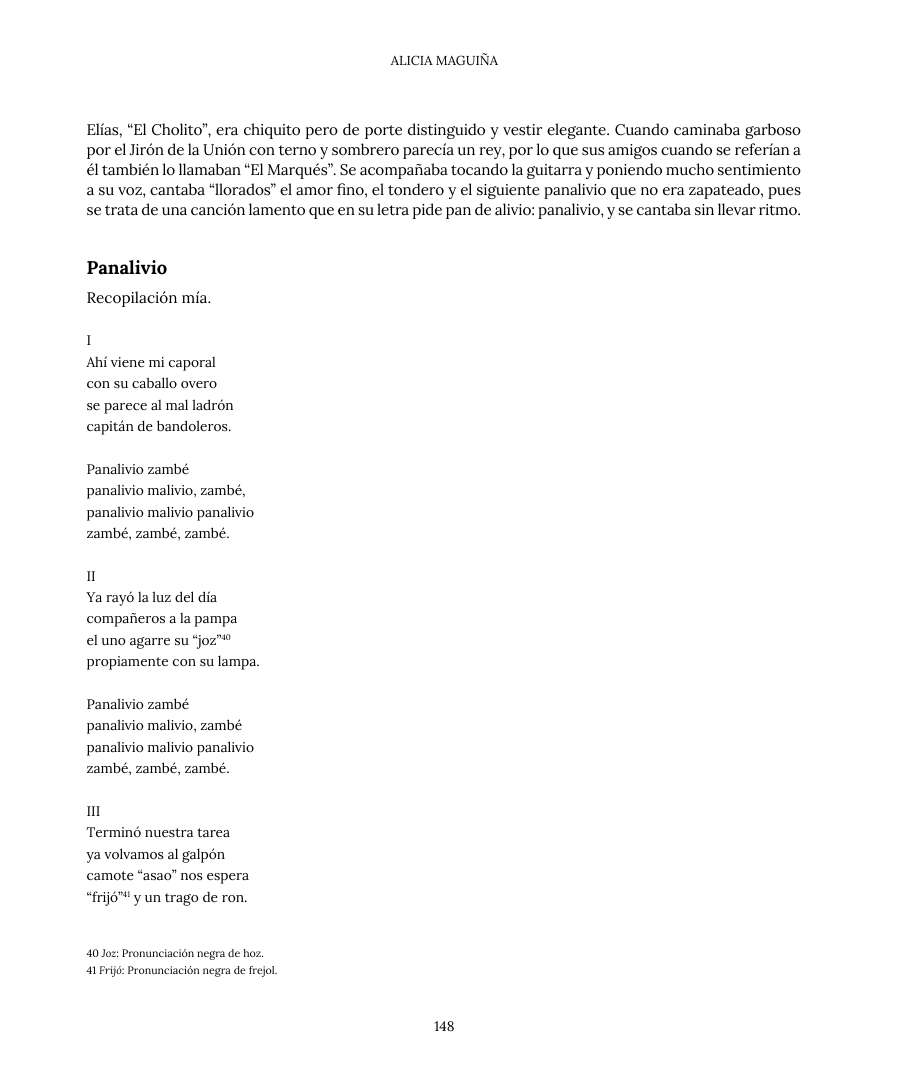 ALICIA MAGUIÑA
Elías, “El Cholito”, era chiquito pero de porte distinguido y vestir elegante. Cuando caminaba garboso
por el Jirón de la Unión con terno y sombrero parecía un rey, por lo que sus amigos cuando se referían a
él también lo llamaban “El Marqués”. Se acompañaba tocando la guitarra y poniendo mucho sentimiento
a su voz, cantaba “llorados” el amor fino, el tondero y el siguiente panalivio que no era zapateado, pues
se trata de una canción lamento que en su letra pide pan de alivio: panalivio, y se cantaba sin llevar ritmo.
Panalivio
Recopilación mía.
I
Ahí viene mi caporal
con su caballo overo
se parece al mal ladrón
capitán de bandoleros.
Panalivio zambé
panalivio malivio, zambé,
panalivio malivio panalivio
zambé, zambé, zambé.
II
Ya rayó la luz del día
compañeros a la pampa
el uno agarre su “joz”40
propiamente con su lampa.
Panalivio zambé
panalivio malivio, zambé
panalivio malivio panalivio
zambé, zambé, zambé.
III
Terminó nuestra tarea
ya volvamos al galpón
camote “asao” nos espera
“frijó”41 y un trago de ron.
40 Joz: Pronunciación negra de hoz.
41 Frijó: Pronunciación negra de frejol.
148